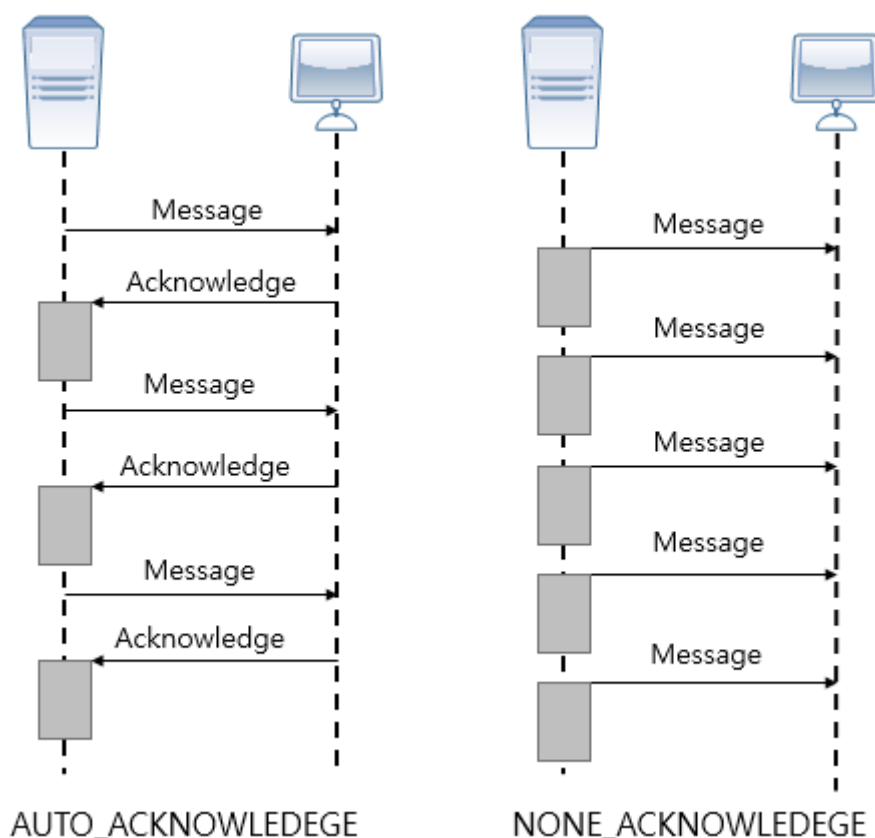 Message
Acknowledge
Message
Acknowledge
Message
Acknowledge
AUTO_ACKNOWLEDEGE
Message
Message
Message
Message
Message
NONE_ACKNOWLEDEGE